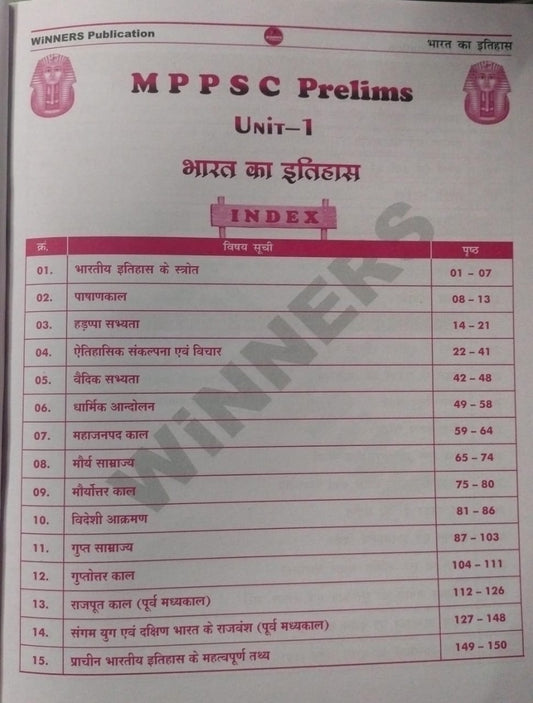 WiNNERS Publication
भारत का इतिहास
MPPSC Prelims
UNiT-1
भारत का इतिहास
INDEX
क्रं. विषय सूची पृष्ठ
01. भारतीय इतिहास के स्त्रोत 01 - 07
02. पाषाणकाल 08 - 13
03. हड़प्पा सभ्यता 14 - 21
04. ऐतिहासिक संकल्पना एवं विचार 22 - 41
05. वैदिक सभ्यता 42 - 48
06. धार्मिक आन्दोलन 49 - 58
07. महाजनपद काल 59 - 64
08. मौर्य साम्राज्य 65 - 74
09. मौर्योत्तर काल 75 - 80
10. विदेशी आक्रमण 81 - 86
11. गुप्त साम्राज्य 87 - 103
12. गुप्तोत्तर काल 104 - 111
13. राजपूत काल (पूर्व मध्यकाल) 112 - 126
14. संगम युग एवं दक्षिण भारत के राजवंश (पूर्व मध्यकाल) 127 - 148
15. प्राचीन भारतीय इतिहास के महत्वपूर्ण तथ्य 149 - 150
WiNNERS